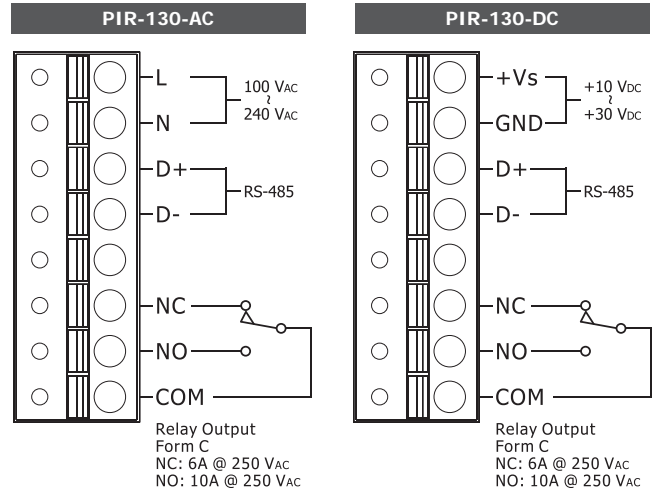 PIR-130-AC
L
N
100 VAC
~
240 VAC
D+
D-
RS-485
NC
NO
COM
Relay Output
Form C
NC: 6A @ 250 VAC
NO: 10A @ 250 VAC
PIR-130-DC
+Vs
GND
+10 VDC
~
+30 VDC
D+
D-
RS-485
NC
NO
COM
Relay Output
Form C
NC: 6A @ 250 VAC
NO: 10A @ 250 VAC